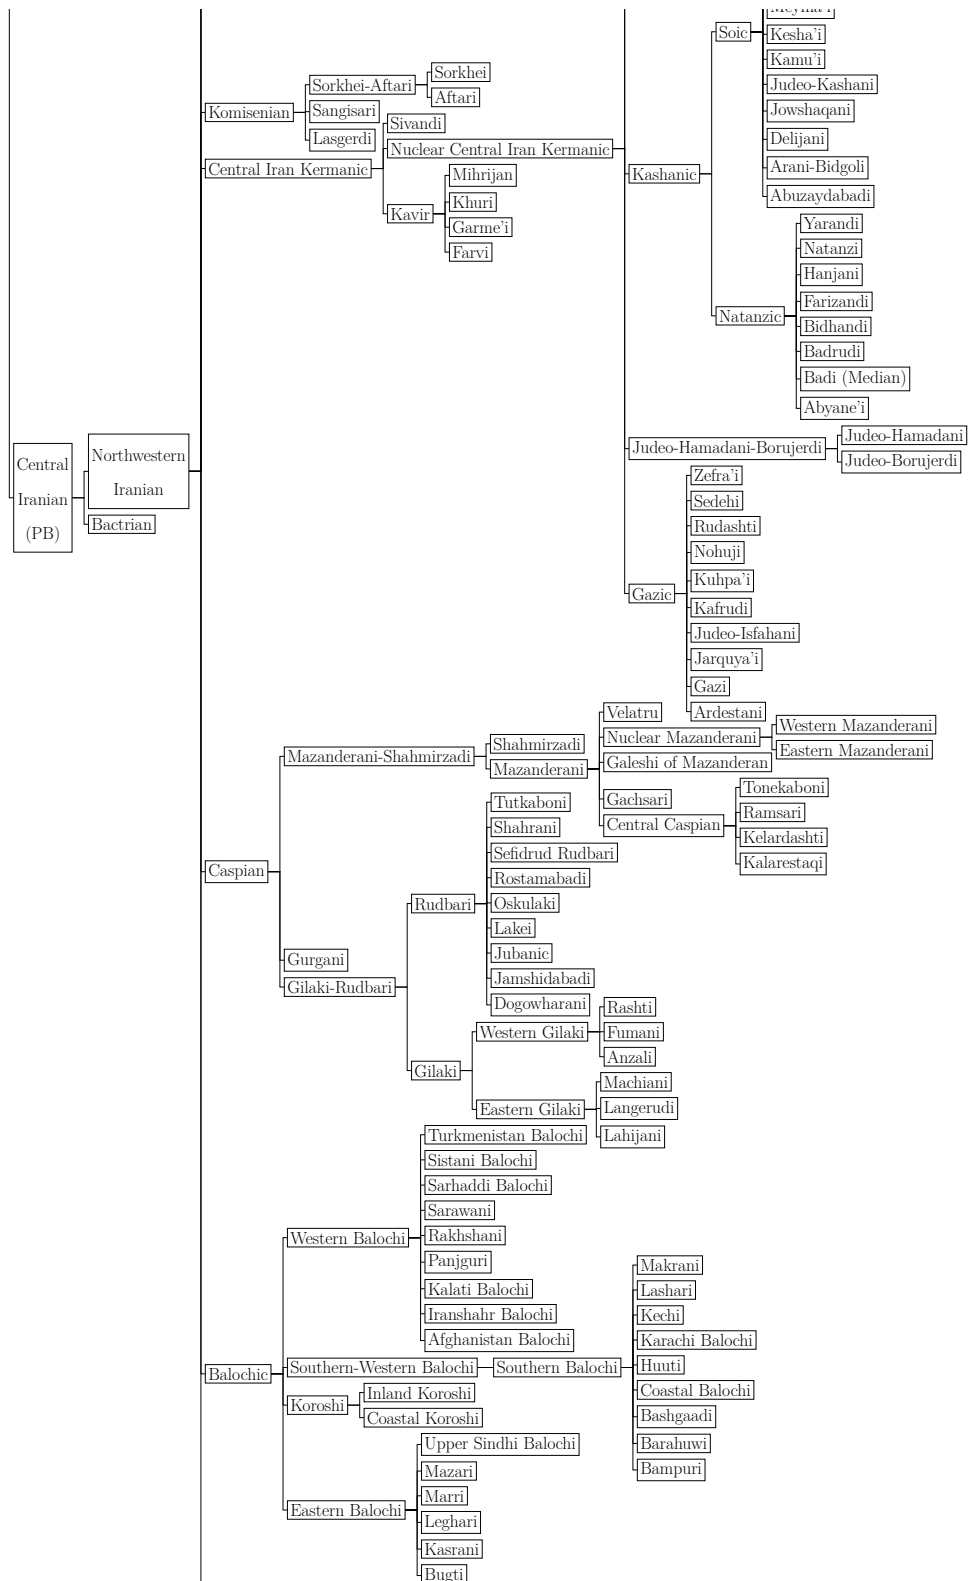 Meyma'i
Soic
Kesha'i
Kamu'i
Sorkhei
Judeo-Kashani
Sorkhei-Aftari
Aftari
Komisenian
Sangisari
Jowshaqani
Sivandi
Lasgerdi
Delijani
Nuclear Central Iran Kermanic
Central Iran Kermanic
Arani-Bidgoli
Kashanic
Mihrijan
Abuzaydabadi
Khuri
Kavir
Yarandi
Garme'i
Natanzi
Farvi
Hanjani
Farizandi
Natanzic
Bidhandi
Badrudi
Badi (Median)
Abyane'i
Judeo-Hamadani
Judeo-Hamadani-Borujerdi
Judeo-Borujerdi
Central
Iranian
(PB)
Northwestern
Iranian
Bactrian
Zefra'i
Sedehi
Rudashti
Nohuji
Kuhpa'i
Gazic
Kafrudi
Judeo-Isfahani
Jarquya'i
Gazi
Ardestani
Velatru
Western Mazanderani
Nuclear Mazanderani
Shahmirzadi
Eastern Mazanderani
Mazanderani-Shahmirzadi
Galeshi of Mazanderan
Mazanderani
Tonekaboni
Gachsari
Tutkaboni
Ramsari
Central Caspian
Shahrani
Kelardashti
Sefidrud Rudbari
Kalarestaqi
Caspian
Rostamabadi
Rudbari
Oskulaki
Lakei
Jubanic
Gurgani
Jamshidabadi
Gilaki-Rudbari
Dogowharani
Rashti
Western Gilaki
Fumani
Anzali
Gilaki
Machiani
Eastern Gilaki
Langerudi
Lahijani
Turkmenistan Balochi
Sistani Balochi
Sarhaddi Balochi
Sarawani
Western Balochi
Rakhshani
Panjguri
Makrani
Kalati Balochi
Lashari
Iranshahr Balochi
Kechi
Afghanistan Balochi
Karachi Balochi
Balochic
Southern-Western Balochi
Southern Balochi
Huuti
Inland Koroshi
Coastal Balochi
Koroshi
Coastal Koroshi
Bashgaadi
Upper Sindhi Balochi
Barahuwi
Mazari
Bampuri
Marri
Eastern Balochi
Leghari
Kasrani
Bugti